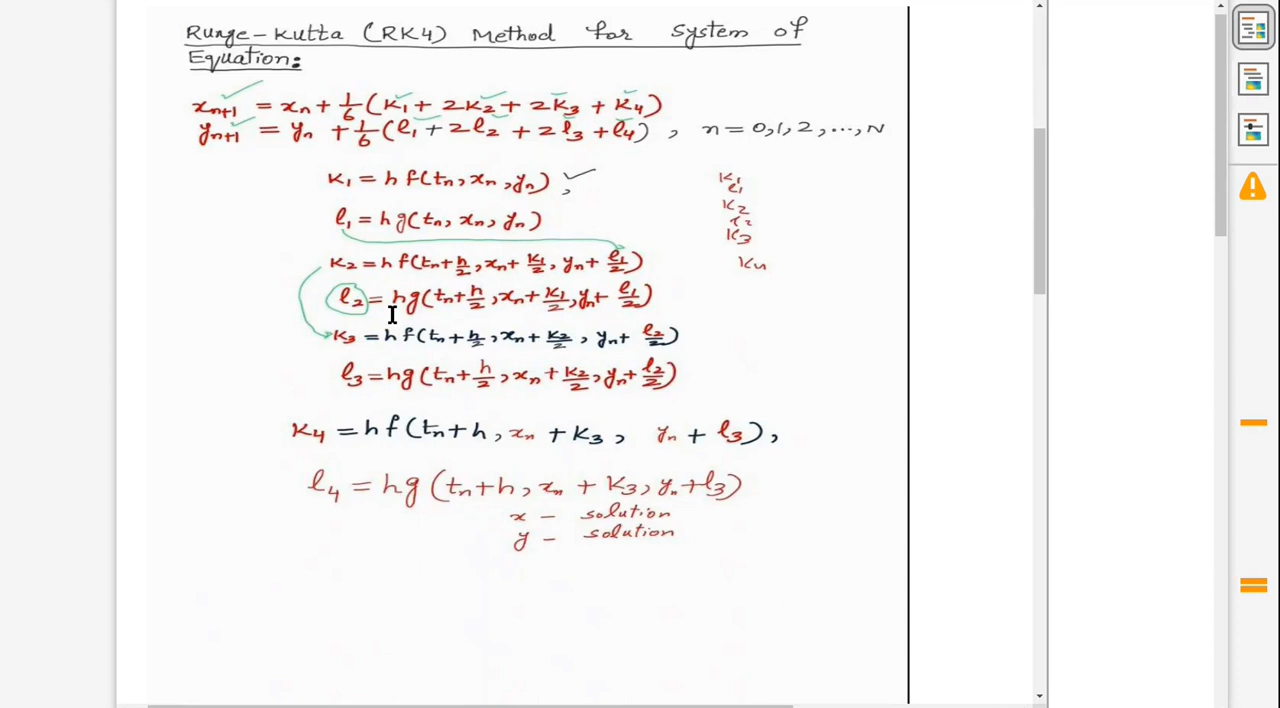 Runge-Kutta (RK4) Method for System of
Equation:
xₙ₊₁ = xₙ + 1/6 (K₁ + 2K₂ + 2K₃ + K₄)
yₙ₊₁ = yₙ + 1/6 (l₁ + 2l₂ + 2l₃ + l₄), n = 0,1,2,...,N
K₁ = h f(tₙ, xₙ, yₙ),
l₁ = hg(tₙ, xₙ, yₙ)
K₂ = h f(tₙ + h/2, xₙ + K₁/2, yₙ + l₁/2)
l₂ = hg(tₙ + h/2, xₙ + K₁/2, yₙ + l₁/2)
K₃ = h f(tₙ + h/2, xₙ + K₂/2, yₙ + l₂/2)
l₃ = hg(tₙ + h/2, xₙ + K₂/2, yₙ + l₂/2)
K₄ = h f(tₙ + h, xₙ + K₃, yₙ + l₃),
l₄ = hg(tₙ + h, xₙ + K₃, yₙ + l₃)
x – solution
y – solution
K₁
l₁
K₂
K₃